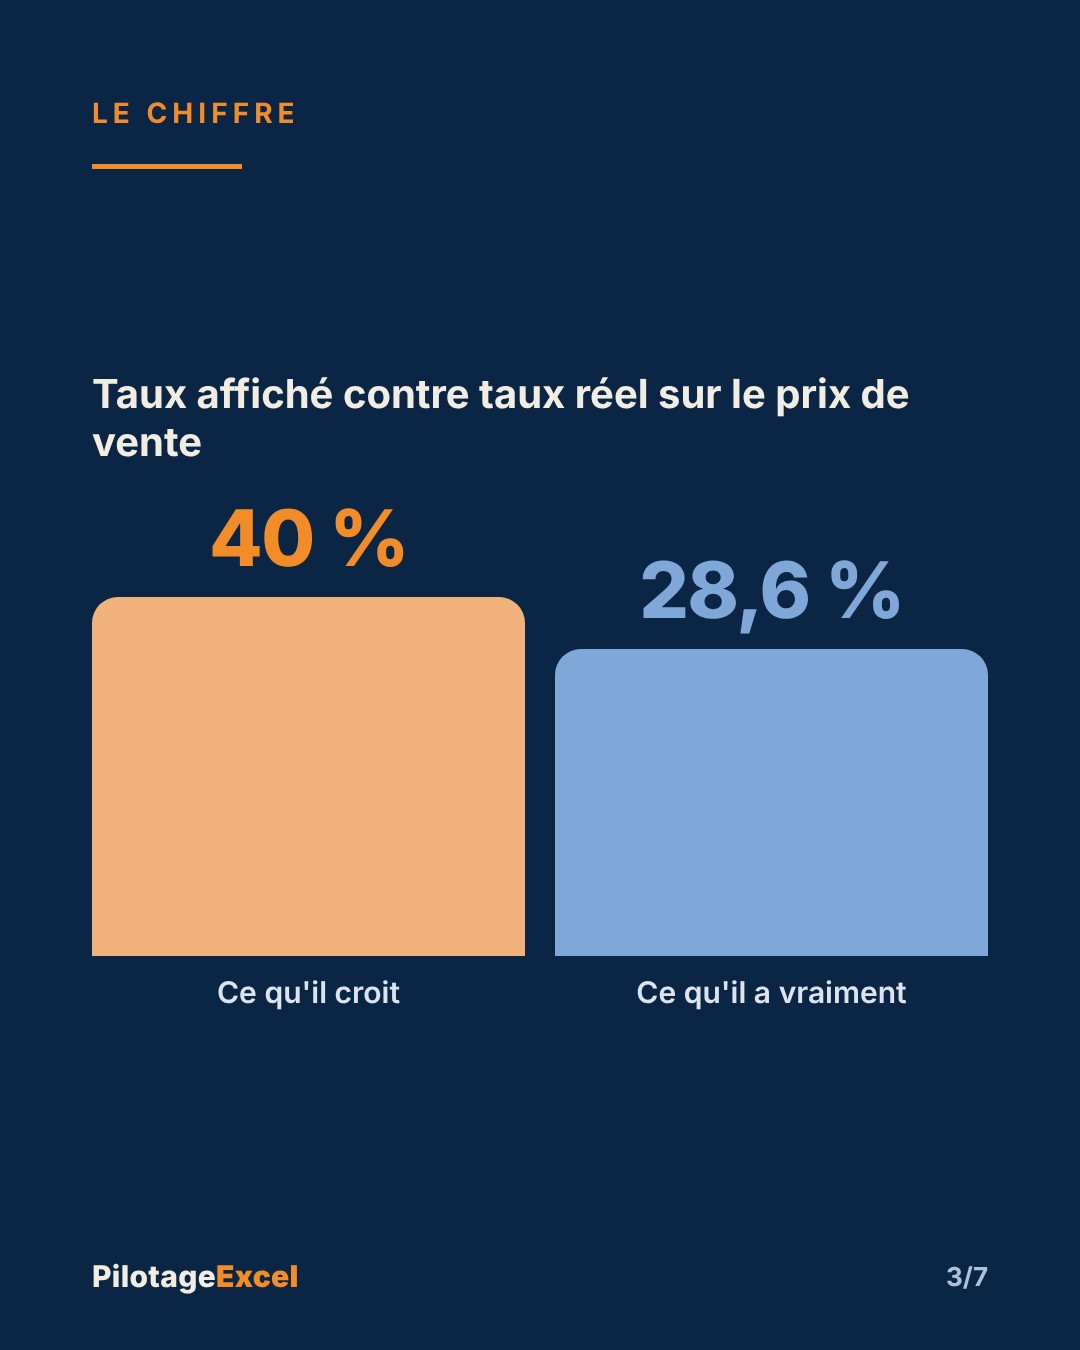 LE CHIFFRE
Taux affiché contre taux réel sur le prix de
vente
40 %
28,6 %
Ce qu'il croit
Ce qu'il a vraiment
PilotageExcel
3/7